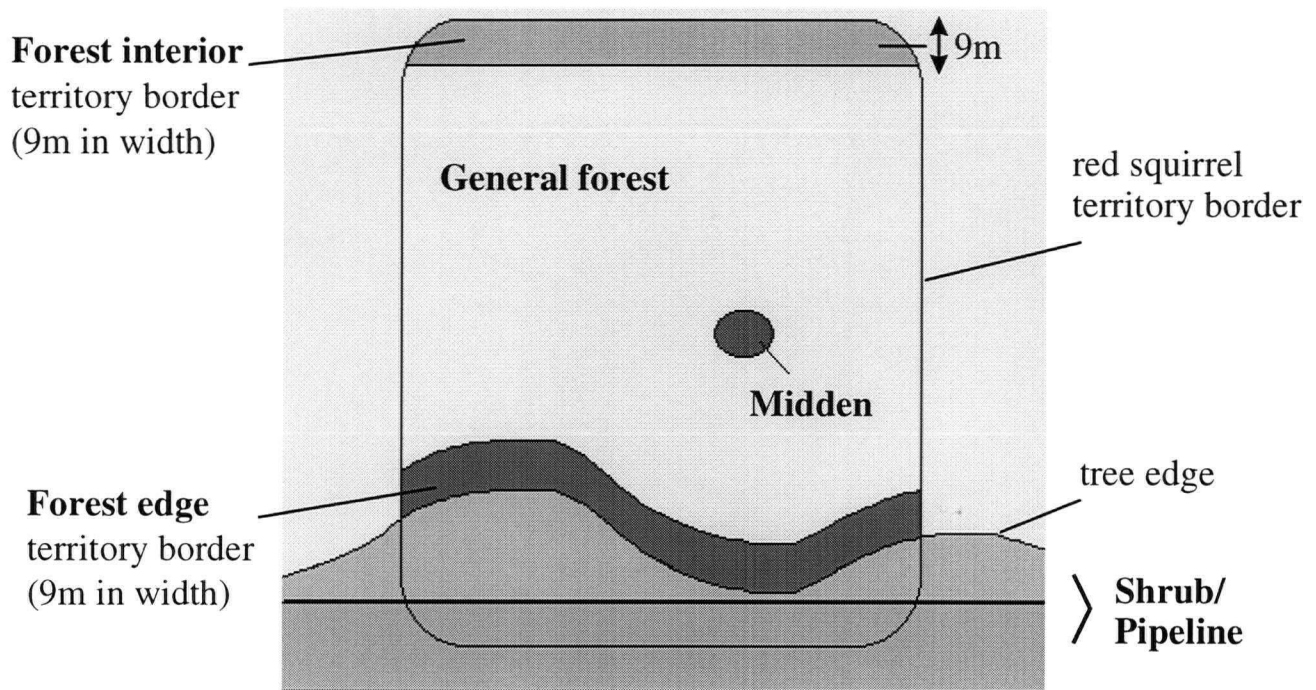 Forest interior
territory border
(9m in width)
9m
General forest
red squirrel
territory border
Midden
tree edge
Forest edge
territory border
(9m in width)
Shrub/
Pipeline